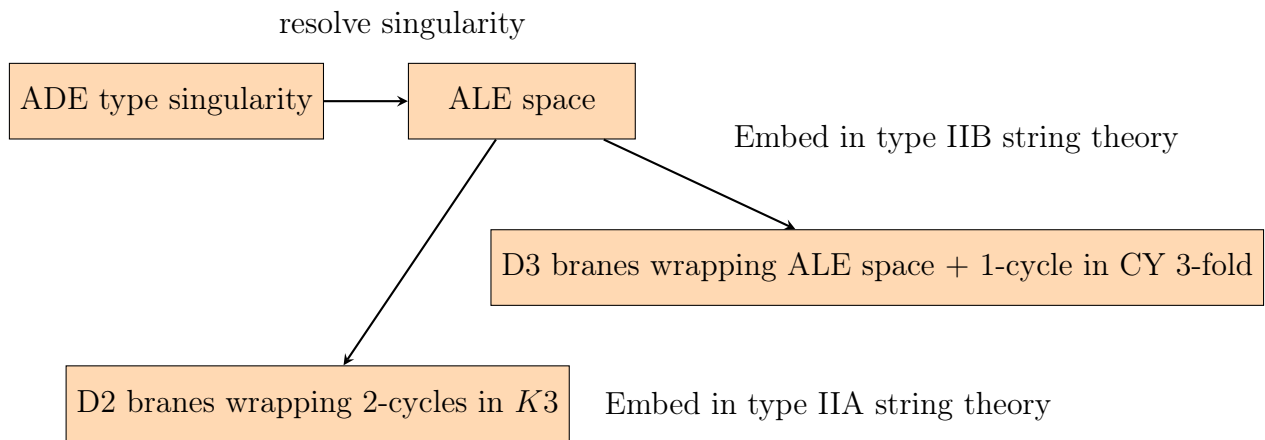 resolve singularity
ADE type singularity
ALE space
Embed in type IIB string theory
D3 branes wrapping ALE space + 1-cycle in CY 3-fold
D2 branes wrapping 2-cycles in K3
Embed in type IIA string theory